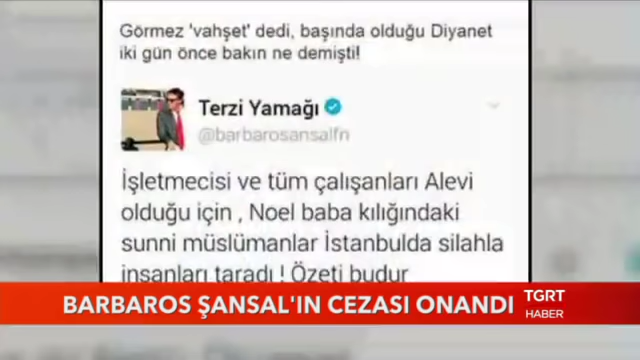 Görmez 'vahşet' dedi, başında olduğu Diyanet
iki gün önce bakın ne demişti!
Terzi Yamağı
@barbarossansalfn
İşletmecisi ve tüm çalışanları Alevi
olduğu için , Noel baba kılığındaki
sunni müslümanlar İstanbulda silahla
insanları taradı ! Özeti budur
BARBAROS ŞANSAL'IN CEZASI ONANDI
TGRT
HABER